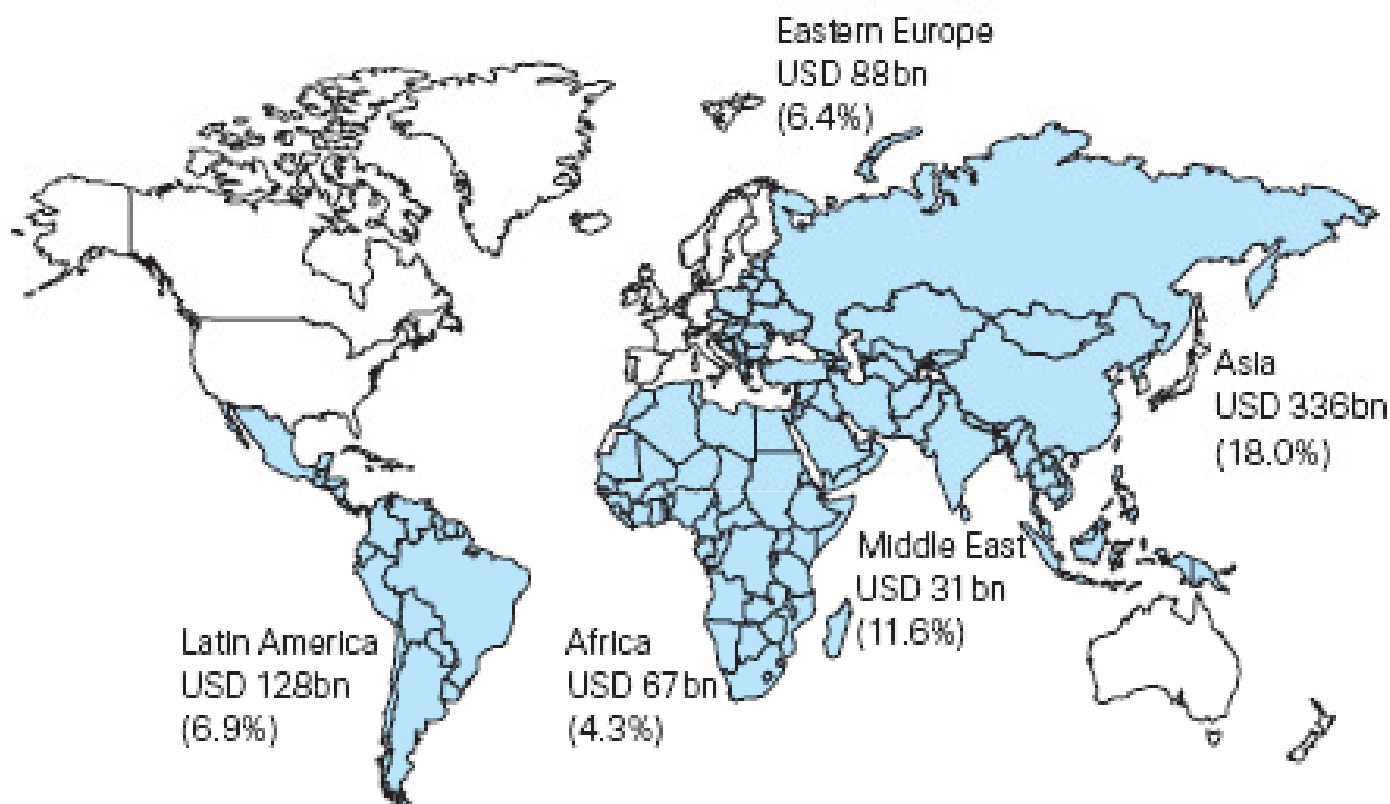 Eastern Europe
USD 88bn
(6.4%)
Asia
USD 336bn
(18.0%)
Middle East
USD 31bn
(11.6%)
Latin America
USD 128bn
(6.9%)
Africa
USD 67bn
(4.3%)